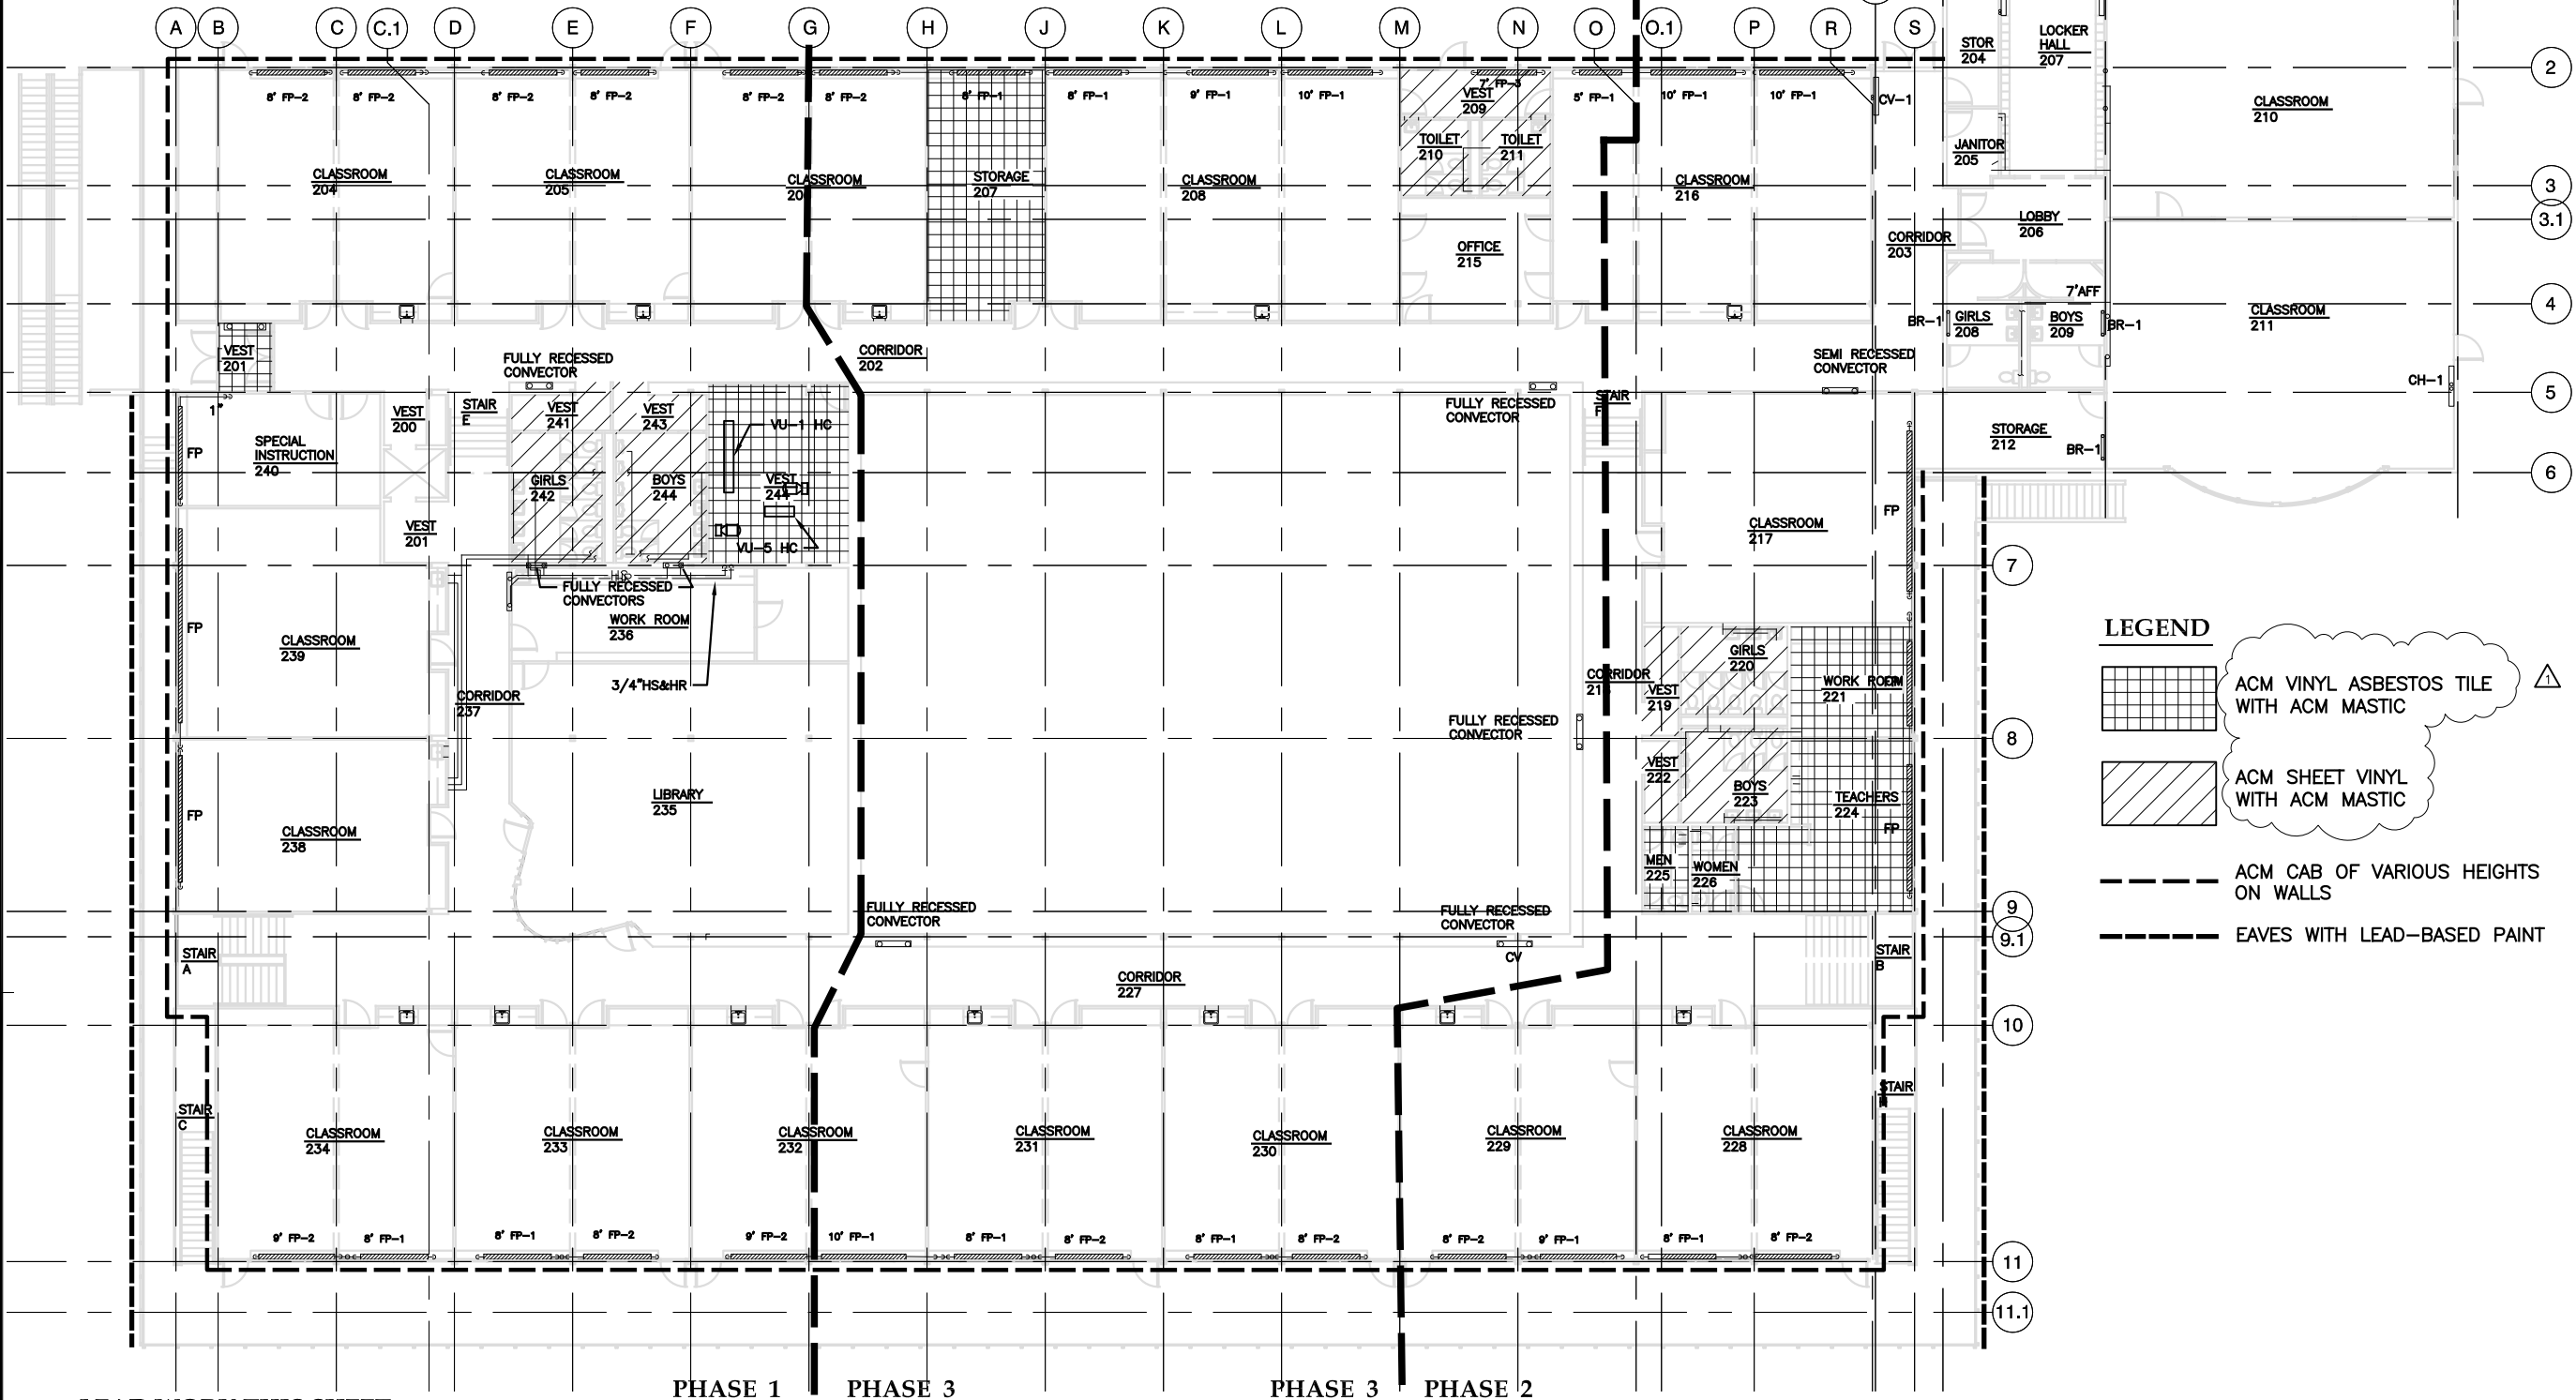 A B C C.1 D E F G H J K L M N O O.1 P R S
STOR
204
LOCKER
HALL
207
2
8' FP-2 8' FP-2 8' FP-2 8' FP-2 8' FP-2 8' FP-2 8' FP-1 8' FP-1 9' FP-1 10' FP-1 7' FP-3 5' FP-1 10' FP-1 10' FP-1
CV-1
VEST
209
CLASSROOM
210
TOILET
210
TOILET
211
JANITOR
205
CLASSROOM
204
CLASSROOM
205
CLASSROOM
STORAGE
207
CLASSROOM
208
CLASSROOM
216
3
3.1
OFFICE
215
CORRIDOR
203
LOBBY
206
7'AFF
4
BR-1
GIRLS
208
BOYS
209
BR-1
CLASSROOM
211
VEST
201
FULLY RECESSED
CONVECTOR
CORRIDOR
202
SEMI RECESSED
CONVECTOR
CH-1
5
1"
VEST
200
STAIR
E
VEST
241
VEST
243
VU-1 HC
FULLY RECESSED
CONVECTOR
STAIR
F
STORAGE
212
BR-1
FP
SPECIAL
INSTRUCTION
240
6
GIRLS
242
BOYS
244
VEST
244
FP
CLASSROOM
217
VEST
201
VU-5 HC
7
FULLY RECESSED
CONVECTORS
WORK ROOM
236
FP
CLASSROOM
239
3/4"HS&HR
CORRIDOR
237
FULLY RECESSED
CONVECTOR
CORRIDOR
VEST
219
GIRLS
220
WORK ROOM
221
FP
8
VEST
222
BOYS
223
TEACHERS
224
FP
LIBRARY
235
FP
CLASSROOM
238
MEN
225
WOMEN
226
LEGEND
ACM VINYL ASBESTOS TILE
WITH ACM MASTIC
1
ACM SHEET VINYL
WITH ACM MASTIC
ACM CAB OF VARIOUS HEIGHTS
ON WALLS
EAVES WITH LEAD-BASED PAINT
FULLY RECESSED
CONVECTOR
FULLY RECESSED
CONVECTOR
9
9.1
STAIR
A
CV
STAIR
B
CORRIDOR
227
10
STAIR
C
STAIR
CLASSROOM
234
CLASSROOM
233
CLASSROOM
232
CLASSROOM
231
CLASSROOM
230
CLASSROOM
229
CLASSROOM
228
9' FP-2 8' FP-1 8' FP-1 8' FP-2 9' FP-2 10' FP-1 8' FP-1 8' FP-2 8' FP-1 8' FP-2 8' FP-2 9' FP-1 8' FP-1 8' FP-2
11
11.1
PHASE 1 PHASE 3 PHASE 3 PHASE 2